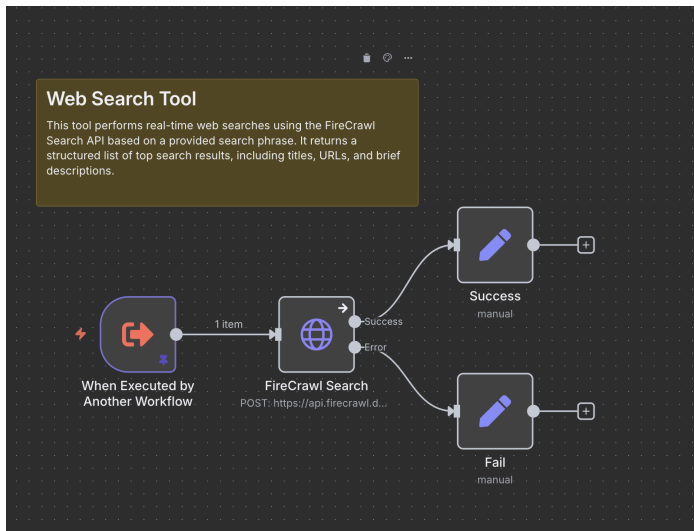 Web Search Tool
This tool performs real-time web searches using the FireCrawl
Search API based on a provided search phrase. It returns a
structured list of top search results, including titles, URLs, and brief
descriptions.
Success
manual
1 item
Success
Error
When Executed by
Another Workflow
FireCrawl Search
POST: https://api.firecrawl.d...
Fail
manual